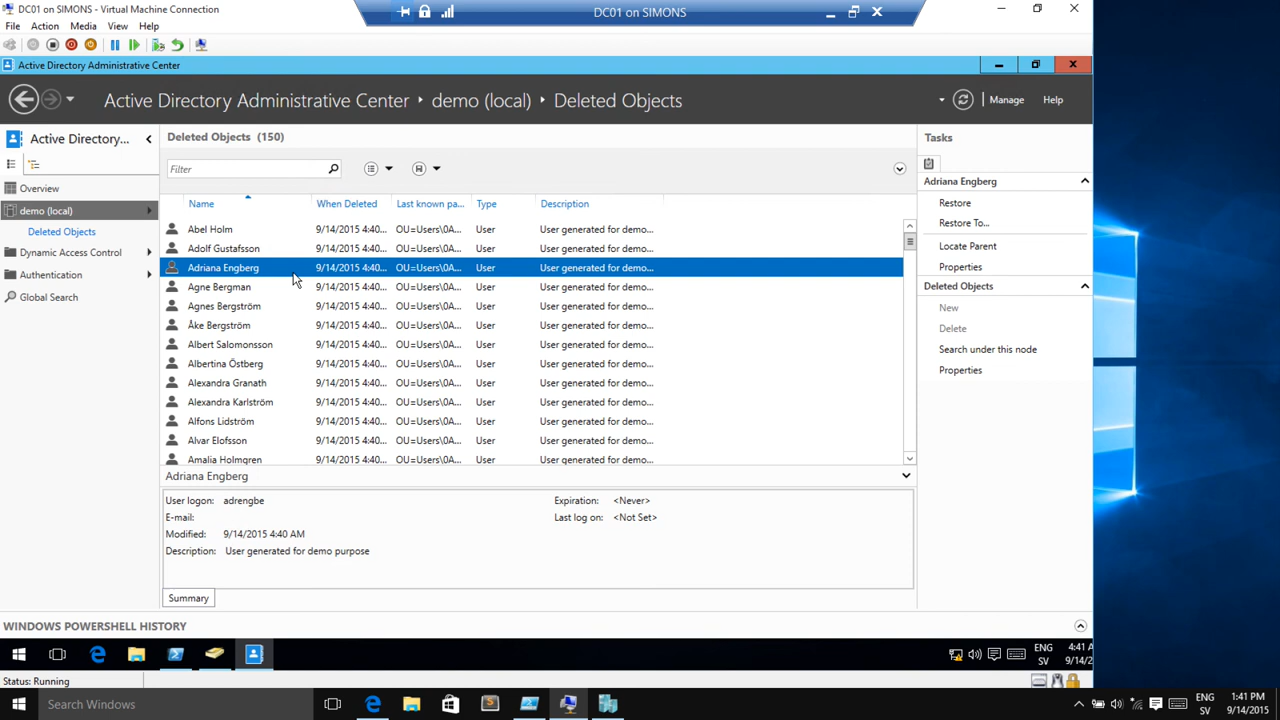 DC01 on SIMONS - Virtual Machine Connection
DC01 on SIMONS
File Action Media View Help
Active Directory Administrative Center
Active Directory Administrative Center demo (local) Deleted Objects
Manage Help
Active Directory...
Overview
demo (local)
Deleted Objects
Dynamic Access Control
Authentication
Global Search
Deleted Objects (150)
Filter
Name When Deleted Last known pa... Type Description
Abel Holm 9/14/2015 4:40... OU=Users\0A... User User generated for demo...
Adolf Gustafsson 9/14/2015 4:40... OU=Users\0A... User User generated for demo...
Adriana Engberg 9/14/2015 4:40... OU=Users\0A... User User generated for demo...
Agne Bergman 9/14/2015 4:40... OU=Users\0A... User User generated for demo...
Agnes Bergström 9/14/2015 4:40... OU=Users\0A... User User generated for demo...
Åke Bergström 9/14/2015 4:40... OU=Users\0A... User User generated for demo...
Albert Salomonsson 9/14/2015 4:40... OU=Users\0A... User User generated for demo...
Albertina Östberg 9/14/2015 4:40... OU=Users\0A... User User generated for demo...
Alexandra Granath 9/14/2015 4:40... OU=Users\0A... User User generated for demo...
Alexandra Karlström 9/14/2015 4:40... OU=Users\0A... User User generated for demo...
Alfons Lidström 9/14/2015 4:40... OU=Users\0A... User User generated for demo...
Alvar Elofsson 9/14/2015 4:40... OU=Users\0A... User User generated for demo...
Amalia Holmgren 9/14/2015 4:40... OU=Users\0A... User User generated for demo...
Adriana Engberg
User logon: adrengbe Expiration: <Never>
E-mail: Last log on: <Not Set>
Modified: 9/14/2015 4:40 AM
Description: User generated for demo purpose
Summary
Tasks
Adriana Engberg
Restore
Restore To...
Locate Parent
Properties
Deleted Objects
New
Delete
Search under this node
Properties
WINDOWS POWERSHELL HISTORY
ENG 4:41 A
SV 9/14/2
Status: Running
Search Windows
ENG 1:41 PM
SV 9/14/2015